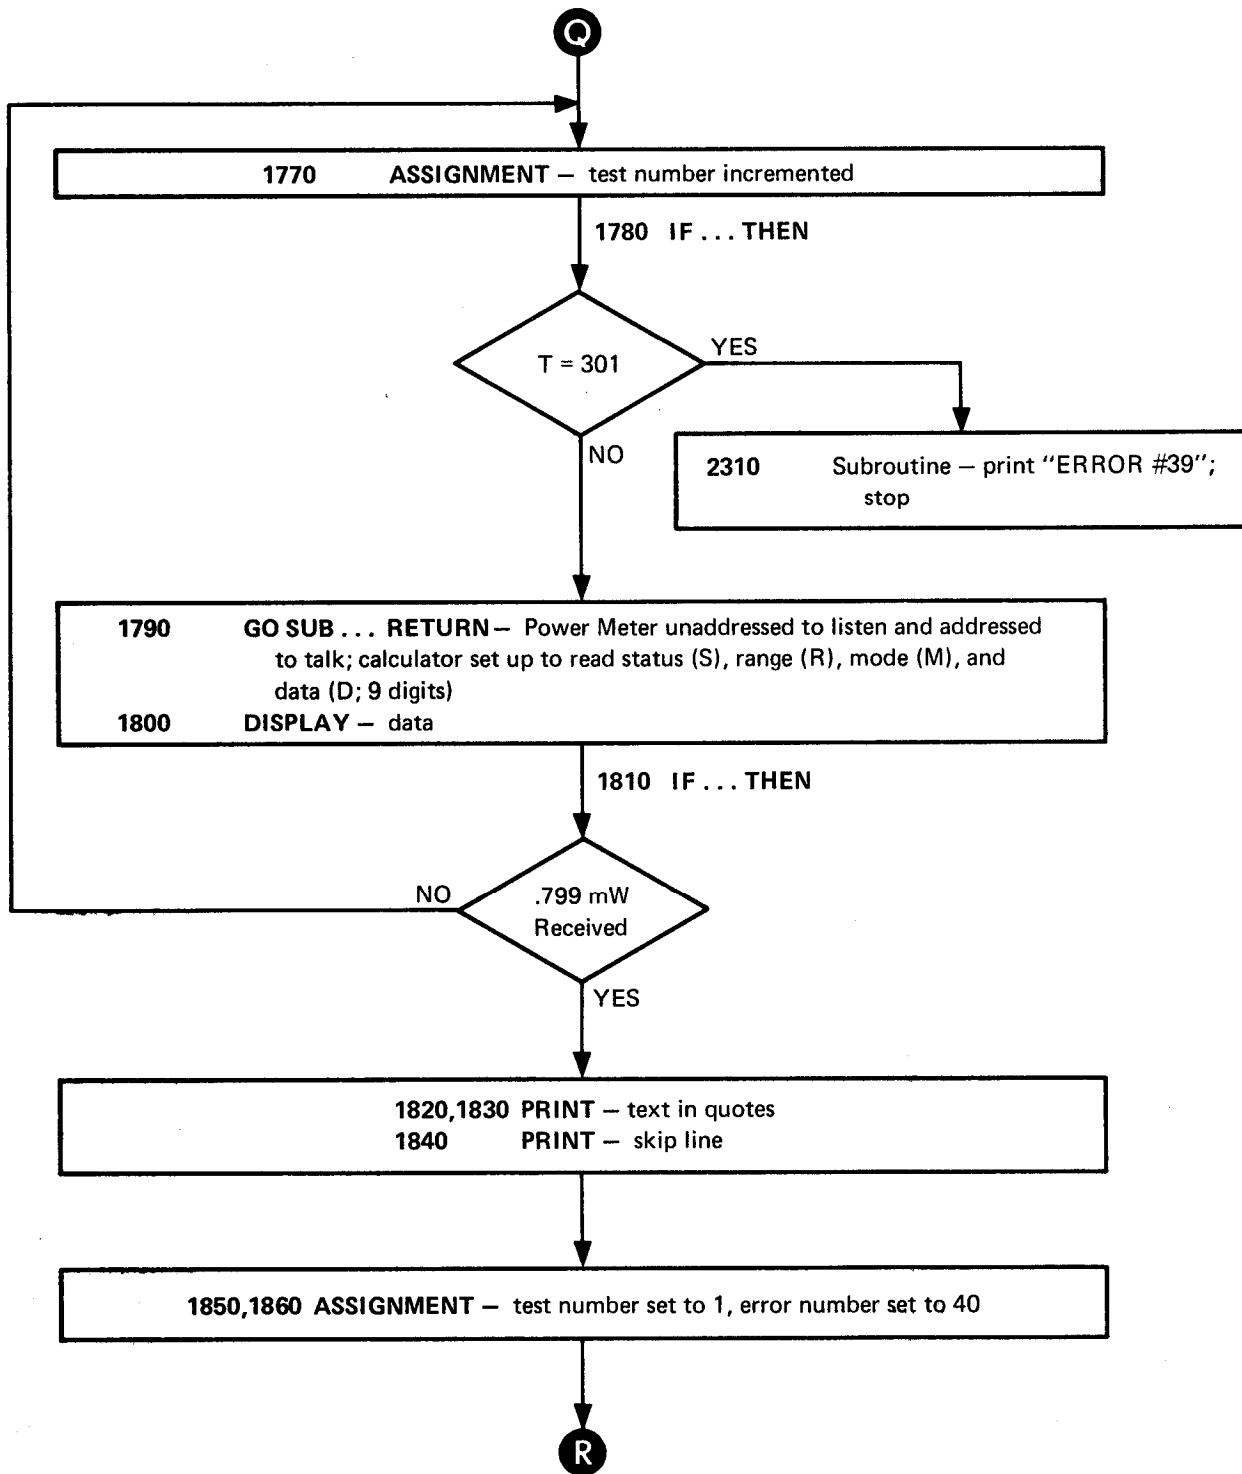 Q
1770 ASSIGNMENT – test number incremented
1780 IF . . . THEN
T = 301
YES
NO
2310 Subroutine – print “ERROR #39”;
stop
1790 GO SUB . . . RETURN – Power Meter unaddressed to listen and addressed
to talk; calculator set up to read status (S), range (R), mode (M), and
data (D; 9 digits)
1800 DISPLAY – data
1810 IF . . . THEN
NO
.799 mW
Received
YES
1820,1830 PRINT – text in quotes
1840 PRINT – skip line
1850,1860 ASSIGNMENT – test number set to 1, error number set to 40
R